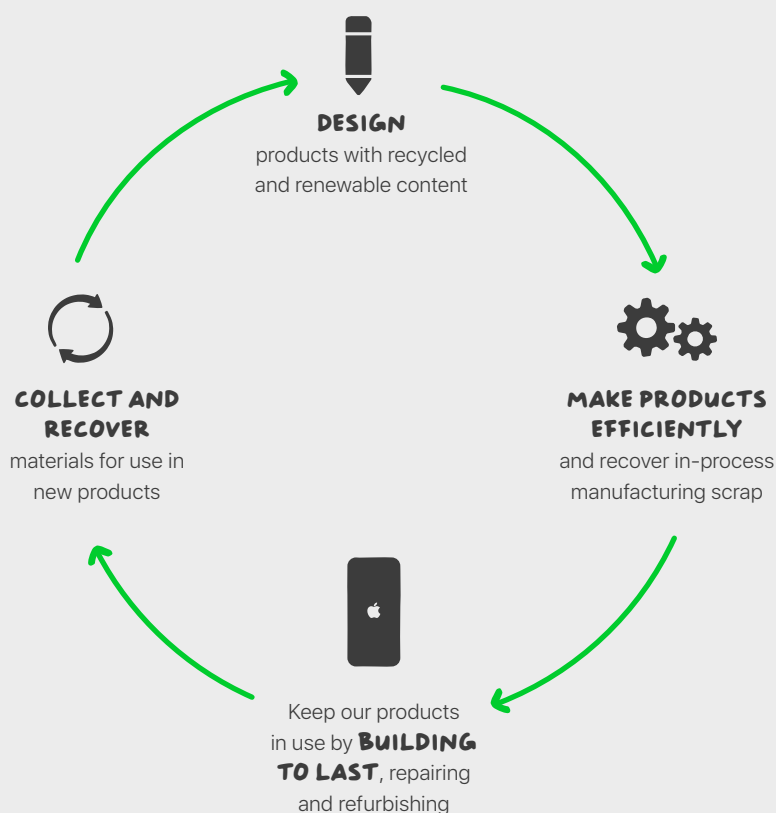 DESIGN
products with recycled
and renewable content
MAKE PRODUCTS
EFFICIENTLY
and recover in-process
manufacturing scrap
Keep our products
in use by BUILDING
TO LAST, repairing
and refurbishing
COLLECT AND
RECOVER
materials for use in
new products